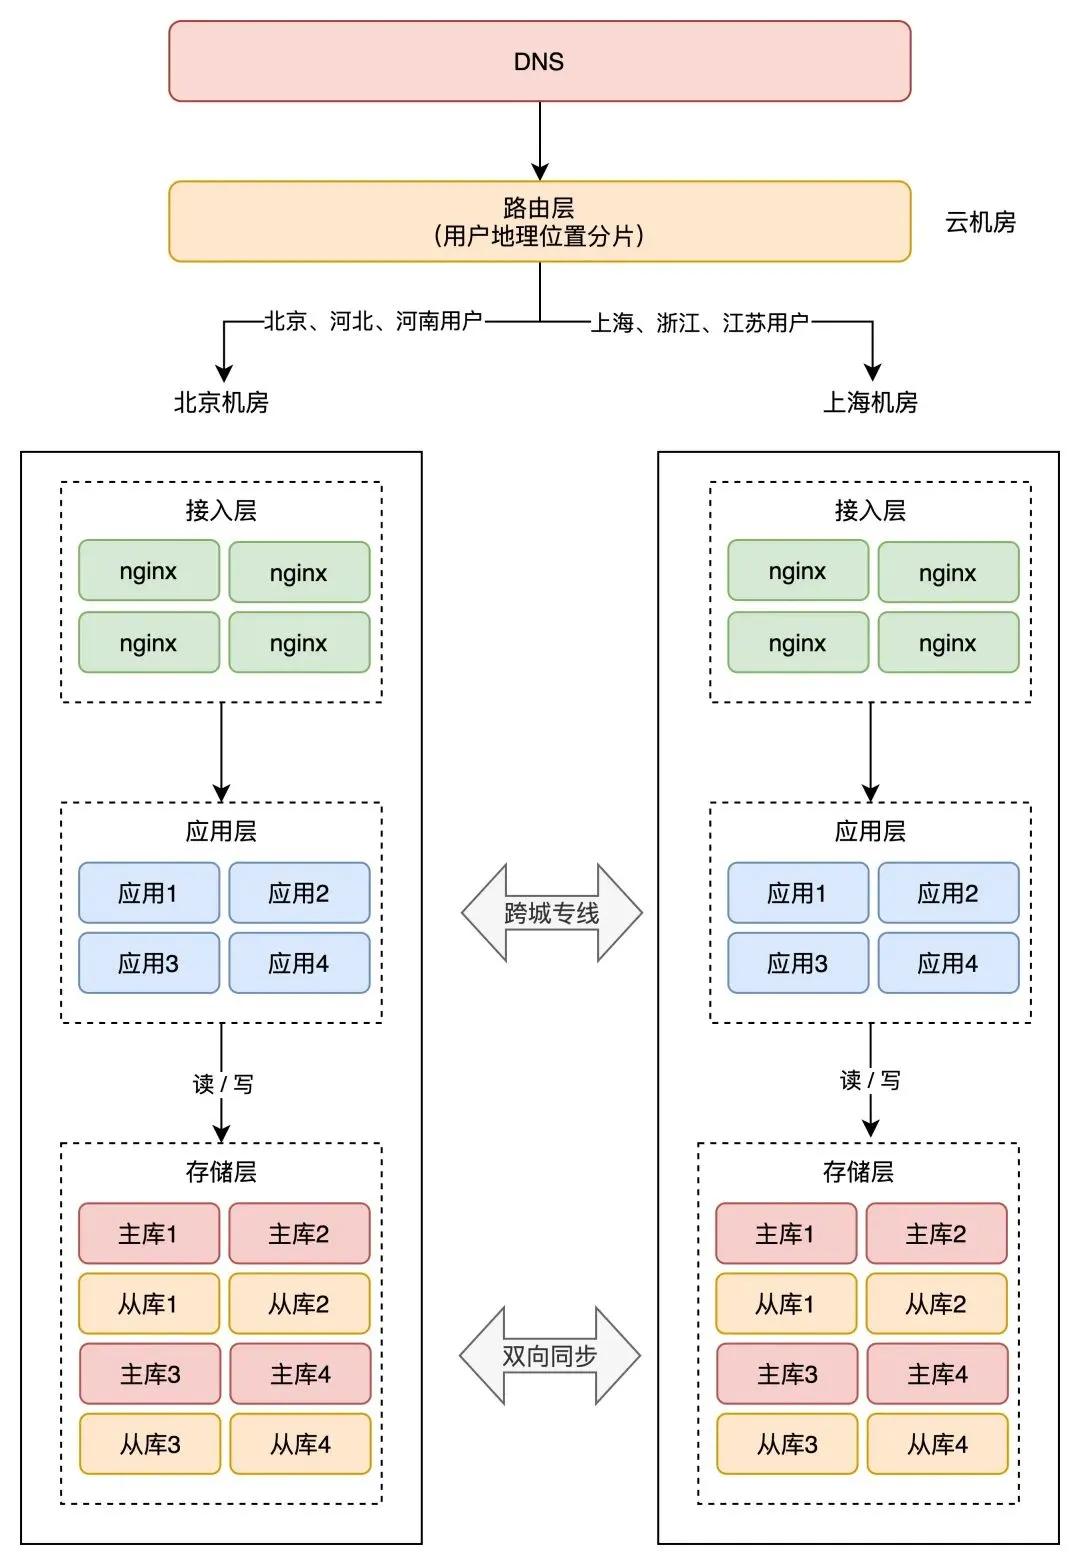 DNS
路由层
（用户地理位置分片）
云机房
北京、河北、河南用户
上海、浙江、江苏用户
北京机房
上海机房
接入层
nginx
nginx
nginx
nginx
应用层
应用1
应用2
应用3
应用4
读 / 写
存储层
主库1
主库2
从库1
从库2
主库3
主库4
从库3
从库4
跨城专线
双向同步
接入层
nginx
nginx
nginx
nginx
应用层
应用1
应用2
应用3
应用4
读 / 写
存储层
主库1
主库2
从库1
从库2
主库3
主库4
从库3
从库4